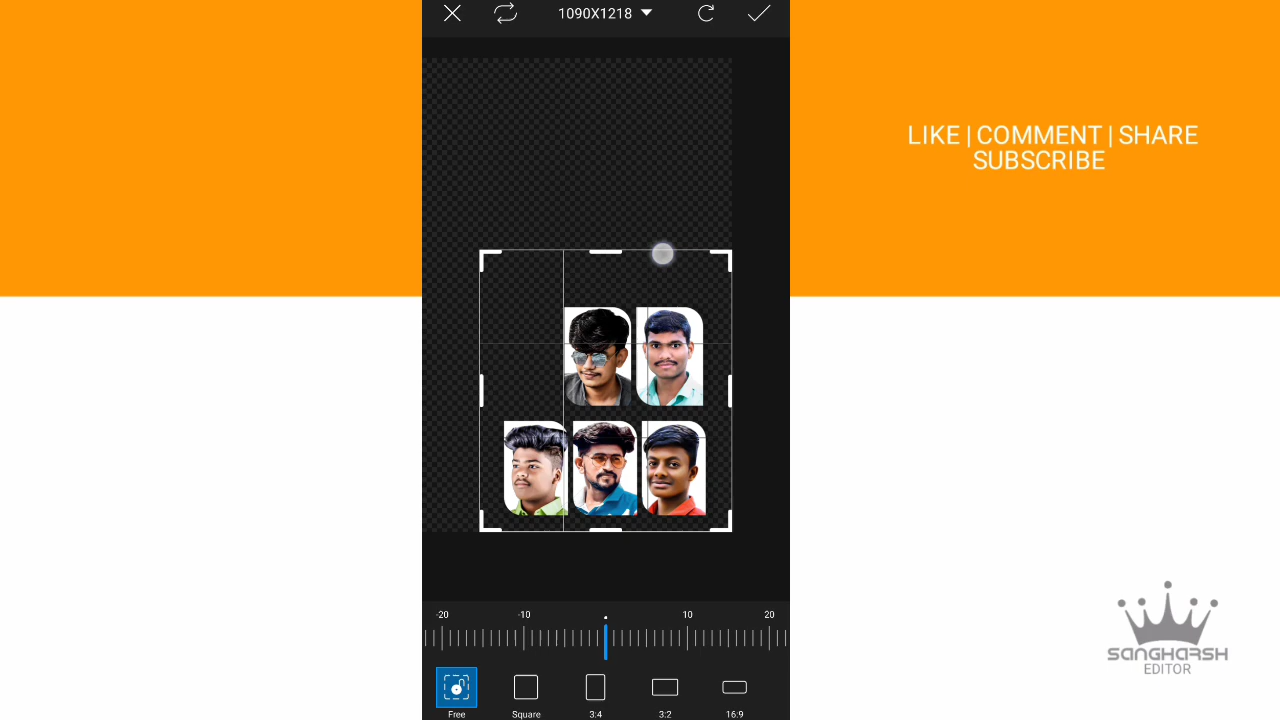 1090X1218
LIKE | COMMENT | SHARE
SUBSCRIBE
-20 -10 10 20
Free Square 3:4 3:2 16:9
SANGHARSH
EDITOR